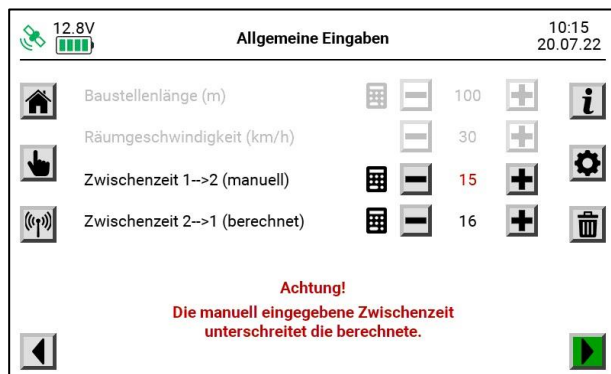 12.8V
Allgemeine Eingaben
10:15
20.07.22
Baustellenlänge (m) 100
Räumgeschwindigkeit (km/h) 30
Zwischenzeit 1-->2 (manuell) 15
Zwischenzeit 2-->1 (berechnet) 16
Achtung!
Die manuell eingegebene Zwischenzeit
unterschreitet die berechnete.